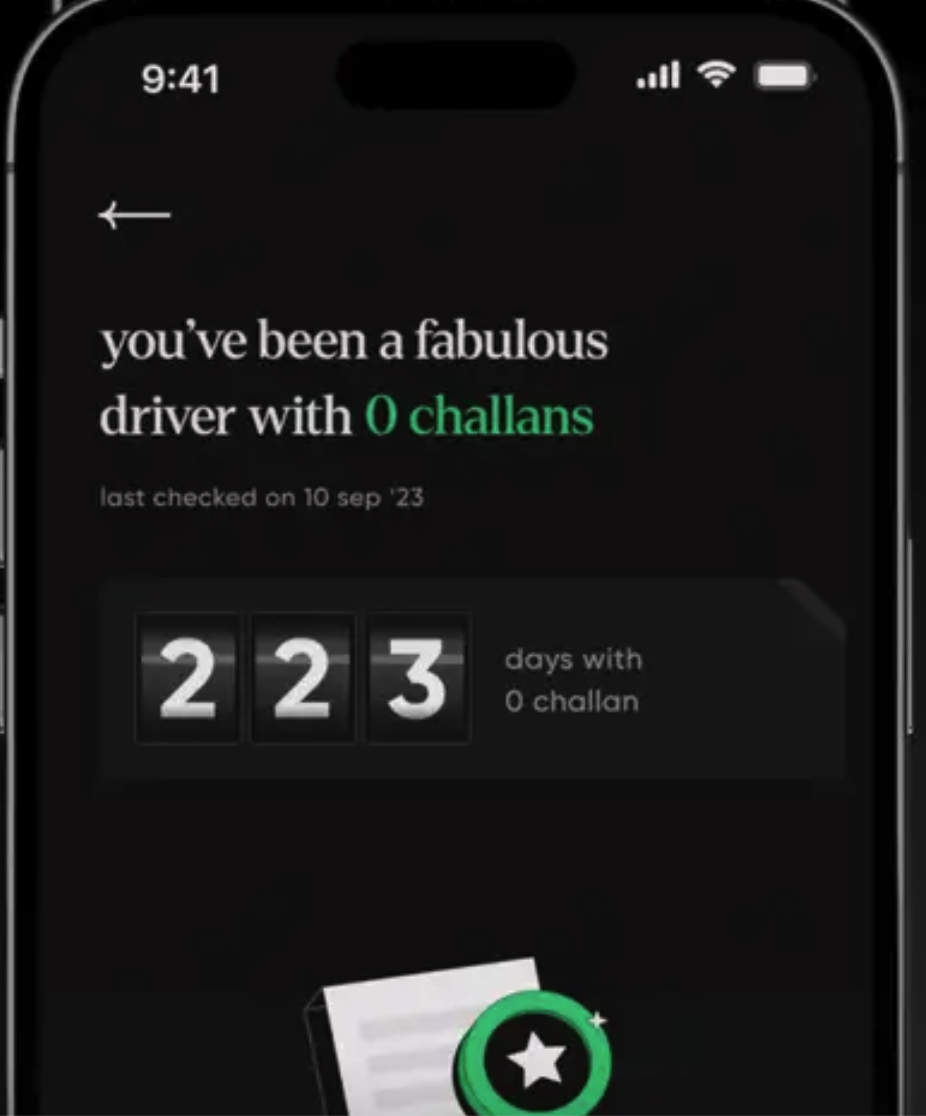 9:41
you've been a fabulous
driver with 0 challans
last checked on 10 sep '23
223
days with
0 challan